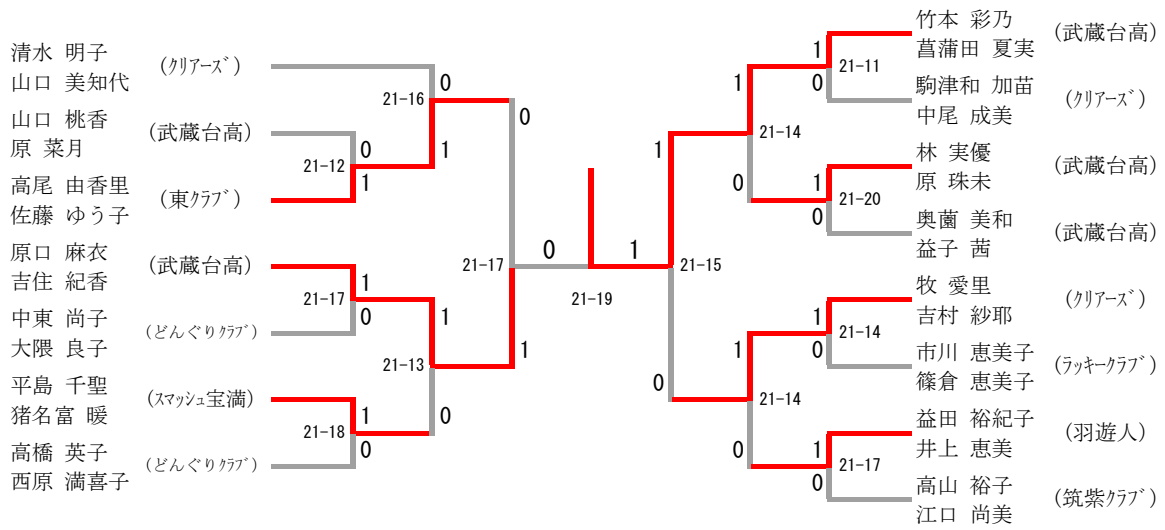 清水 明子
山口 美知代
(クリアーズ)
山口 桃香
原 菜月
(武蔵台高)
高尾 由香里
佐藤 ゆう子
(東クラブ)
原口 麻衣
吉住 紀香
(武蔵台高)
中東 尚子
大隈 良子
(どんぐりクラブ)
平島 千聖
猪名富 暖
(スマッシュ宝満)
高橋 英子
西原 満喜子
(どんぐりクラブ)
0
21-16
1
0
21-12
1
0
21-17
1
1
21-17
0
1
21-13
0
1
21-18
0
0
1
21-19
1
21-15
0
1
21-14
0
1
21-11
0
1
21-20
0
1
21-14
0
1
21-14
0
1
21-17
0
竹本 彩乃
菖蒲田 夏実
(武蔵台高)
駒津和 加苗
中尾 成美
(クリアーズ)
林 実優
原 珠未
(武蔵台高)
奥薗 美和
益子 茜
(武蔵台高)
牧 愛里
吉村 紗耶
(クリアーズ)
市川 恵美子
篠倉 恵美子
(ラッキークラブ)
益田 裕紀子
井上 恵美
(羽遊人)
高山 裕子
江口 尚美
(筑紫クラブ)